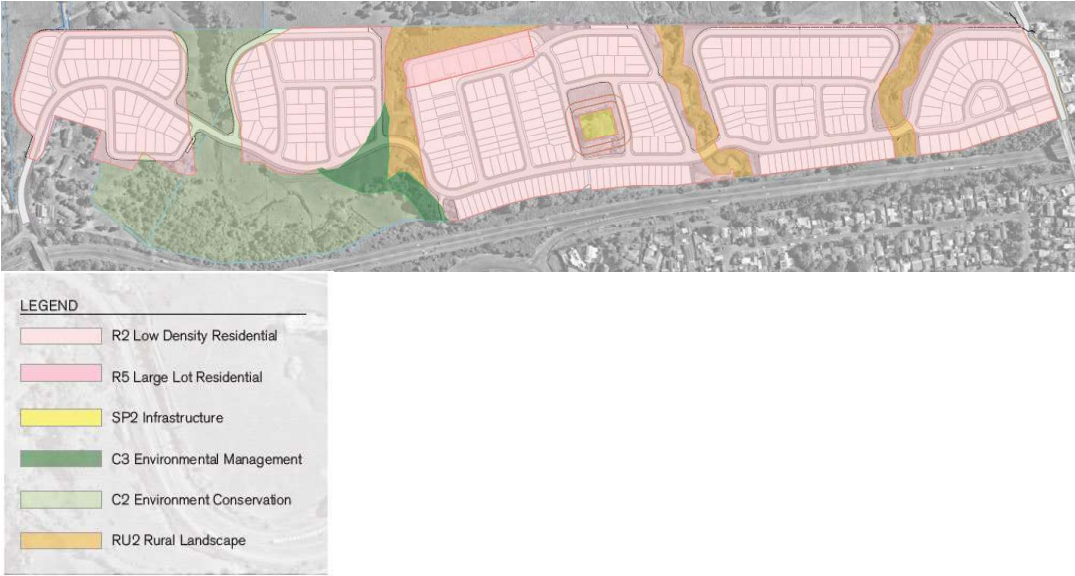 LEGEND
R2 Low Density Residential
R5 Large Lot Residential
SP2 Infrastructure
C3 Environmental Management
C2 Environment Conservation
RU2 Rural Landscape